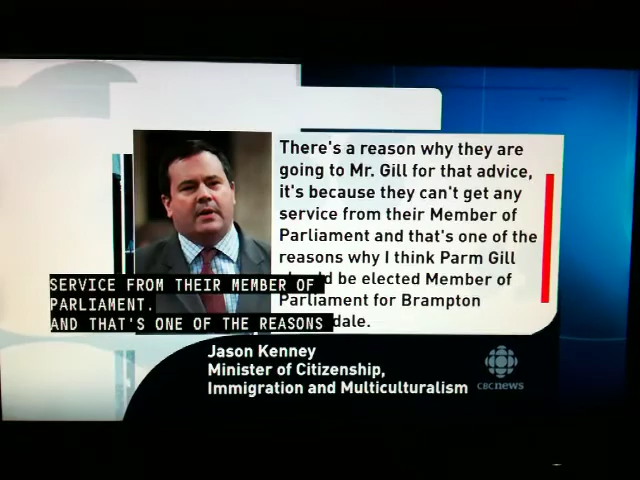 There's a reason why they are
going to Mr. Gill for that advice,
it's because they can't get any
service from their Member of
Parliament and that's one of the
reasons why I think Parm Gill
be elected Member of
Parliament for Brampton
dale.
SERVICE FROM THEIR MEMBER OF
PARLIAMENT.
AND THAT'S ONE OF THE REASONS
Jason Kenney
Minister of Citizenship,
Immigration and Multiculturalism
CBCnews